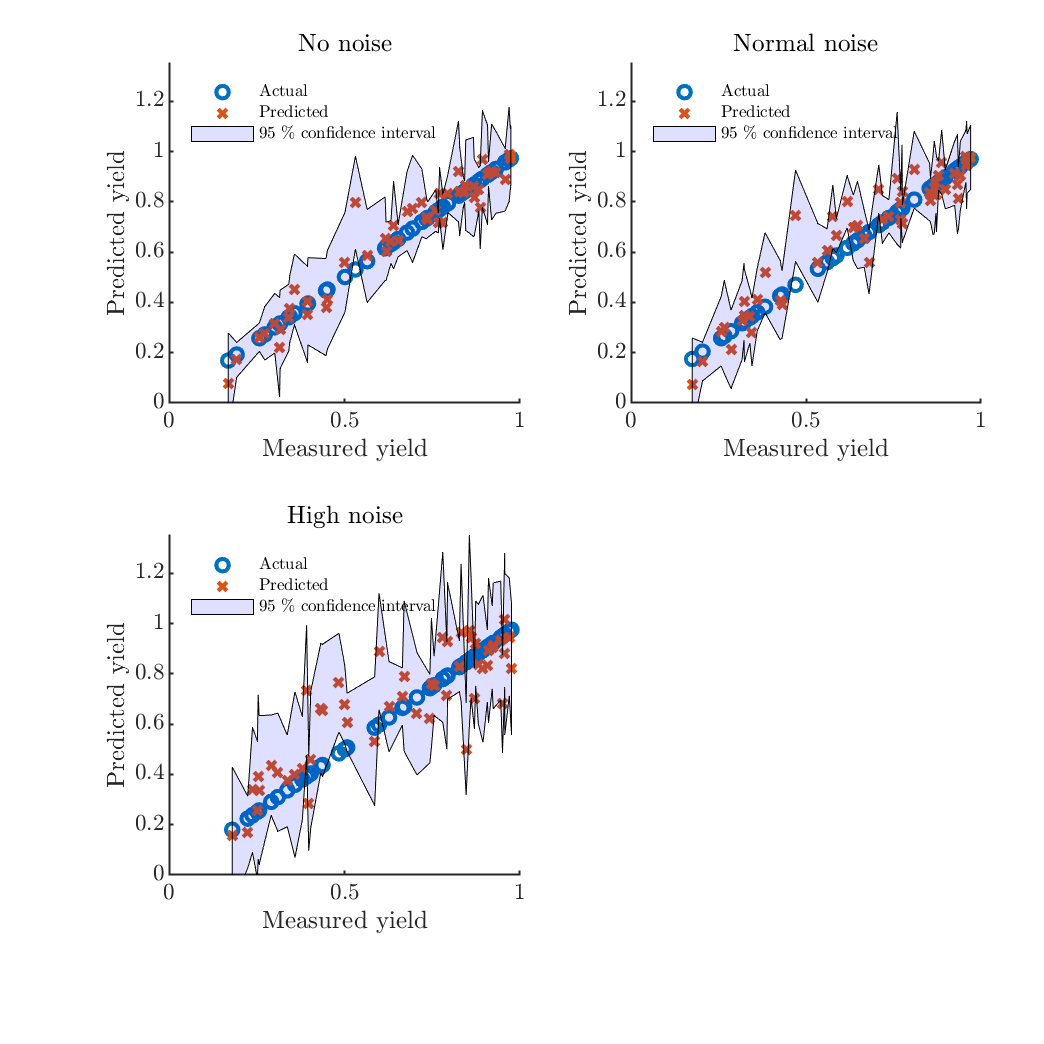 No noise
Actual
Predicted
95 % confidence interval
Predicted yield
1.2
1
0.8
0.6
0.4
0.2
0
0 0.5 1
Measured yield
Normal noise
Actual
Predicted
95 % confidence interval
Predicted yield
1.2
1
0.8
0.6
0.4
0.2
0
0 0.5 1
Measured yield
High noise
Actual
Predicted
95 % confidence interval
Predicted yield
1.2
1
0.8
0.6
0.4
0.2
0
0 0.5 1
Measured yield